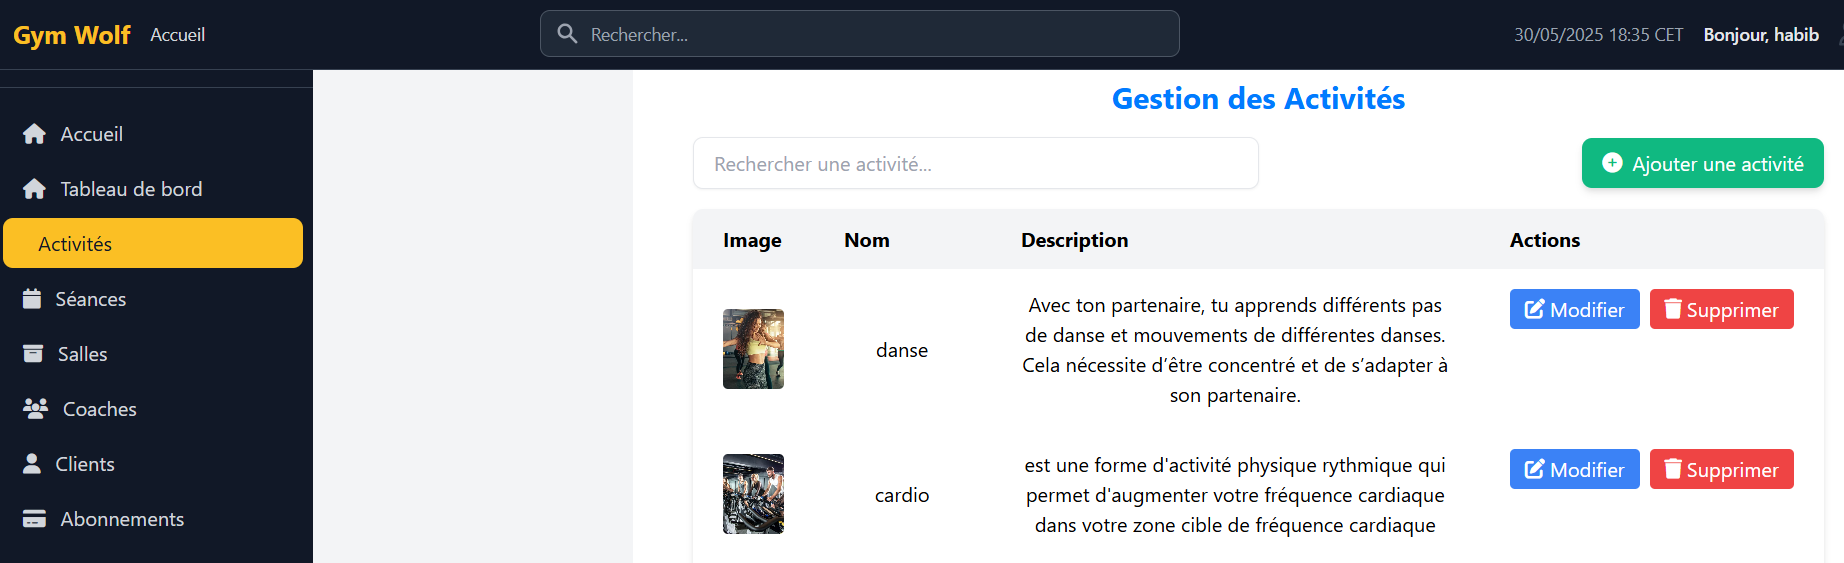 Gym Wolf
Accueil
Rechercher...
30/05/2025 18:35 CET
Bonjour, habib
Accueil
Tableau de bord
Activités
Séances
Salles
Coaches
Clients
Abonnements
Gestion des Activités
Rechercher une activité...
Ajouter une activité
Image Nom Description Actions
danse
Avec ton partenaire, tu apprends différents pas
de danse et mouvements de différentes danses.
Cela nécessite d’être concentré et de s’adapter à
son partenaire.
Modifier Supprimer
cardio
est une forme d'activité physique rythmique qui
permet d'augmenter votre fréquence cardiaque
dans votre zone cible de fréquence cardiaque
Modifier Supprimer